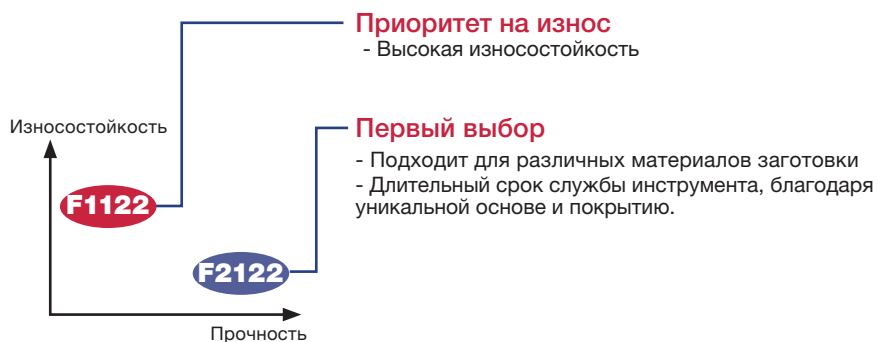 Приоритет на износ
- Высокая износостойкость
Износостойкость
Первый выбор
- Подходит для различных материалов заготовки
- Длительный срок службы инструмента, благодаря
уникальной основе и покрытию.
F1122
F2122
Прочность